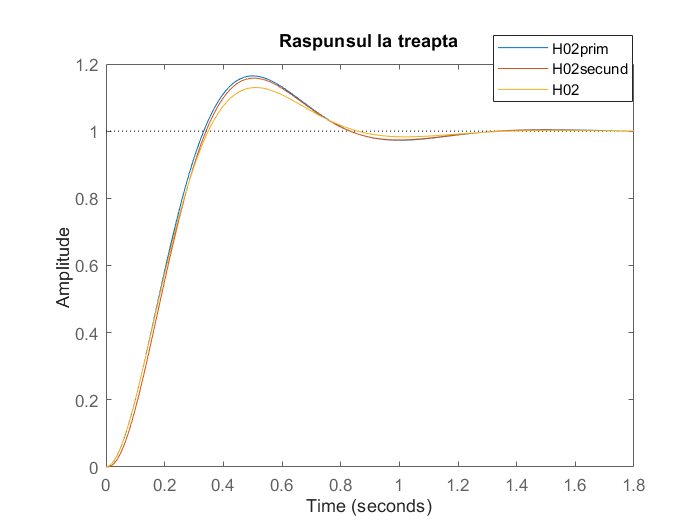 Raspunsul la treapta
H02prim
H02secund
H02
1.2
1
0.8
0.6
0.4
0.2
0
Amplitude
0 0.2 0.4 0.6 0.8 1 1.2 1.4 1.6 1.8
Time (seconds)